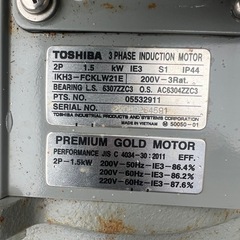 TOSHIBA 3 PHASE INDUCTION MOTOR
2P 1.5 kW IE3 S1 IP44
IKH3-FCKLW21E 200V-3Rat.
BEARING L.S. 6307ZZC3 O.S. AC6304ZZC3
PTS NO. 05532911
SERIAL NO.
TOSHIBA INDUSTRIAL PRODUCTS AND SYSTEMS CORPORATION
MADE IN VIETNAM M 50050-01
PREMIUM GOLD MOTOR
PERFORMANCE JIS C 4034-30:2011 EFF.
2P-1.5kW 200V-50Hz-IE3-86.4%
200V-60Hz-IE3-86.2%
220V-60Hz-IE3-87.6%